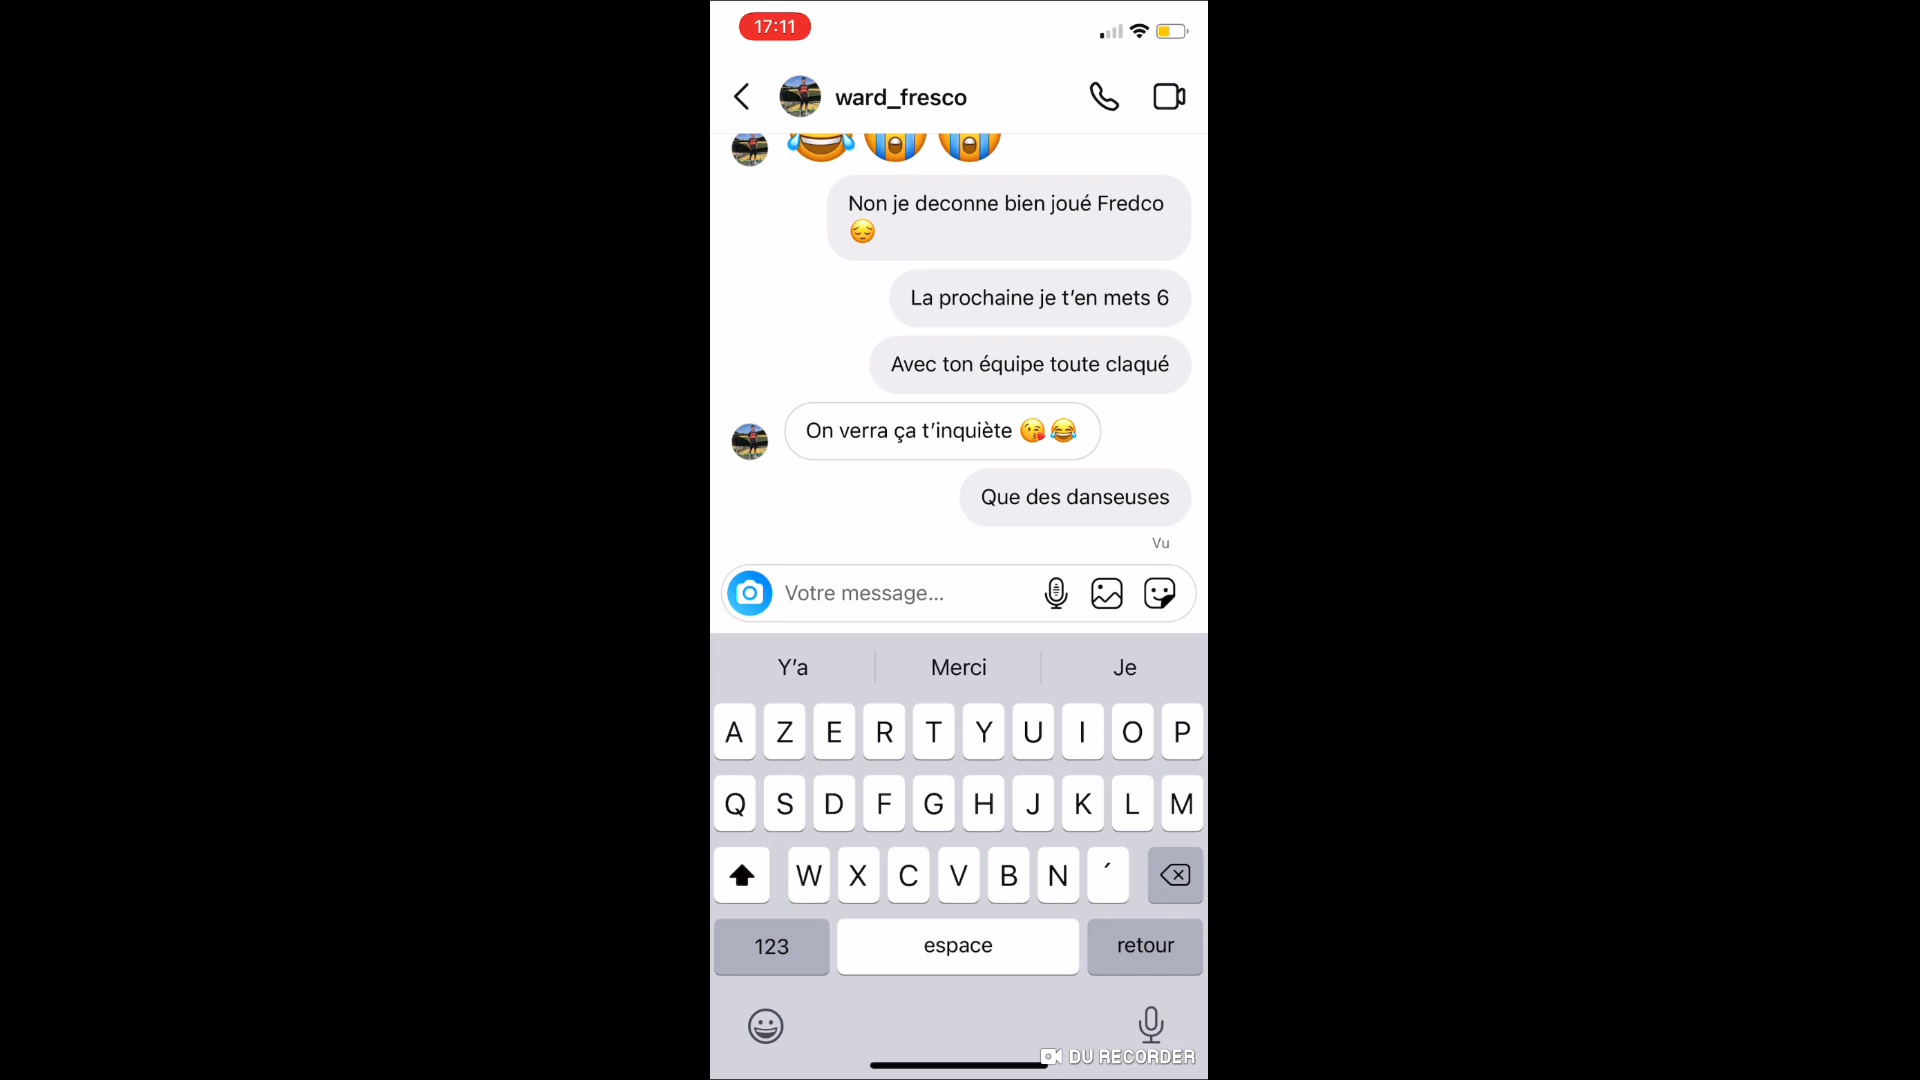 17:11
ward_fresco
Non je deconne bien joué Fredco
😔
La prochaine je t’en mets 6
Avec ton équipe toute claqué
On verra ça t’inquiète 😘😂
Que des danseuses
Vu
Votre message...
Y’a Merci Je
A Z E R T Y U I O P
Q S D F G H J K L M
W X C V B N ´
123 espace retour
DU RECORDER